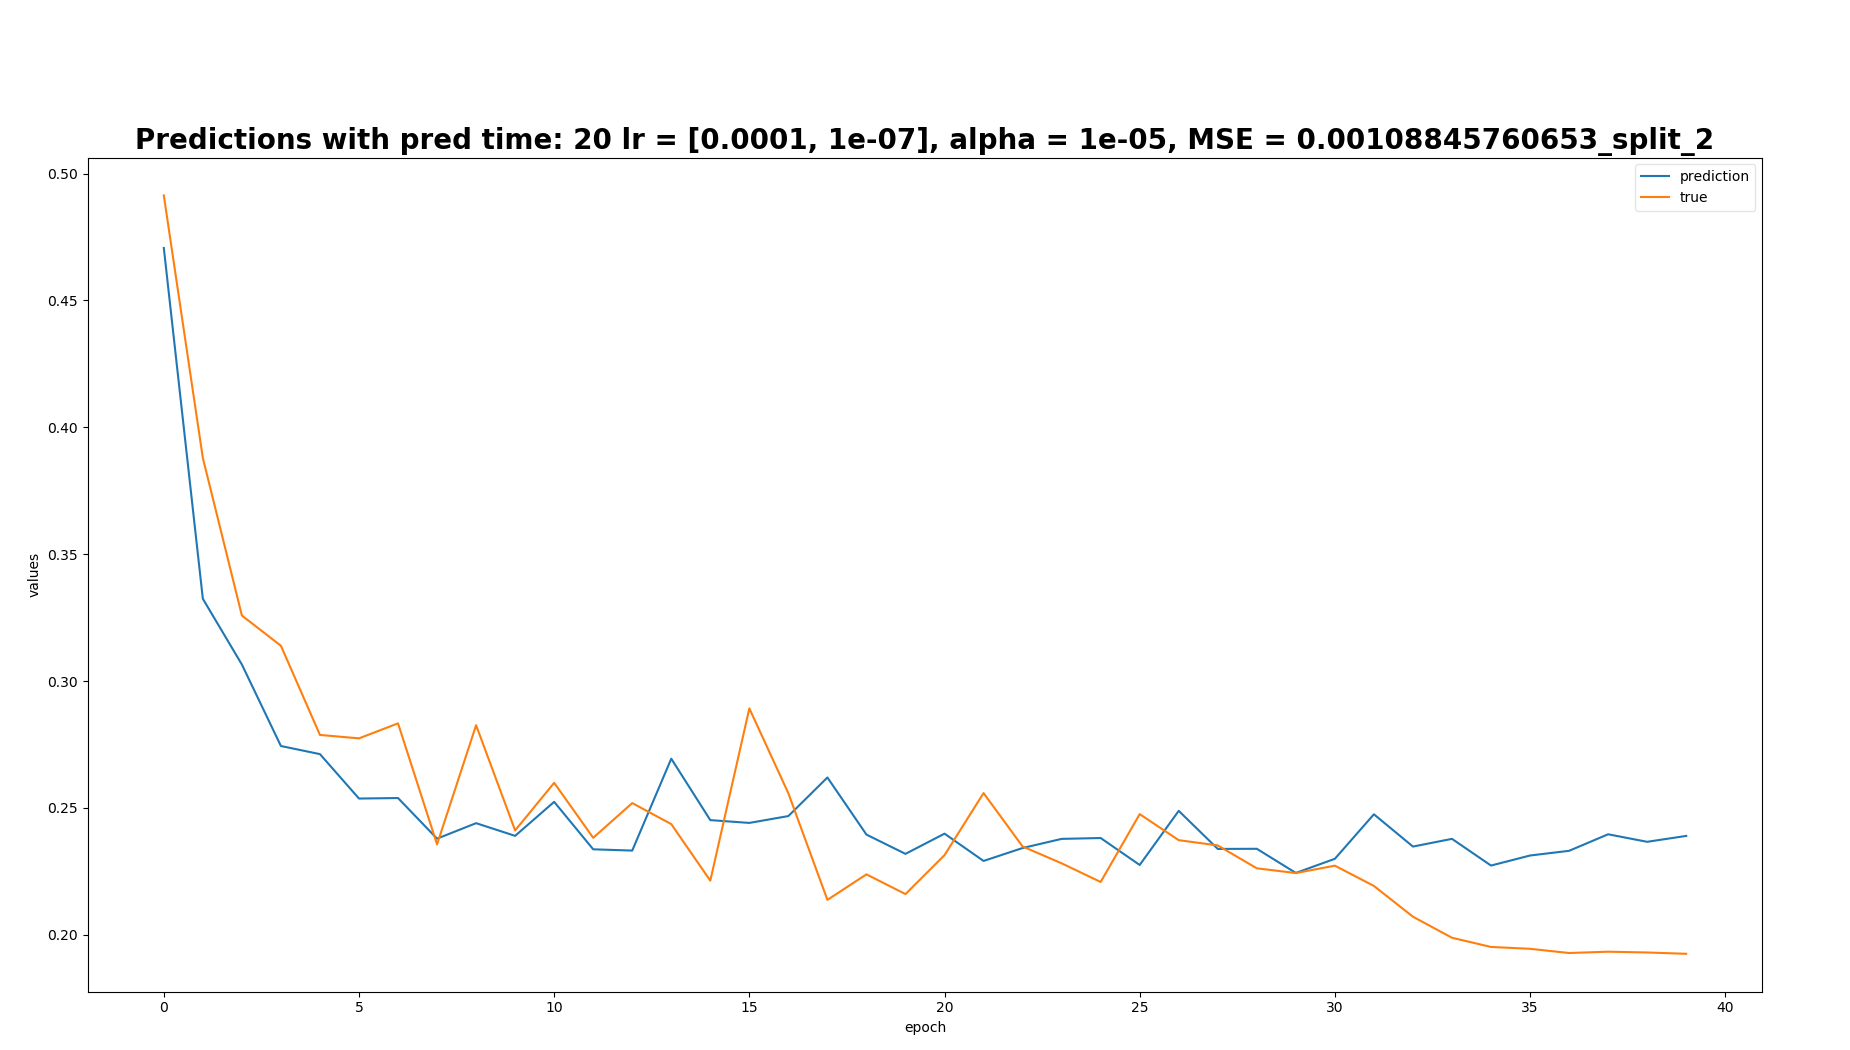 Predictions with pred time: 20 lr = [0.0001, 1e-07], alpha = 1e-05, MSE = 0.00108845760653_split_2
prediction
true
0.50
0.45
0.40
0.35
0.30
0.25
0.20
values
0 5 10 15 20 25 30 35 40
epoch